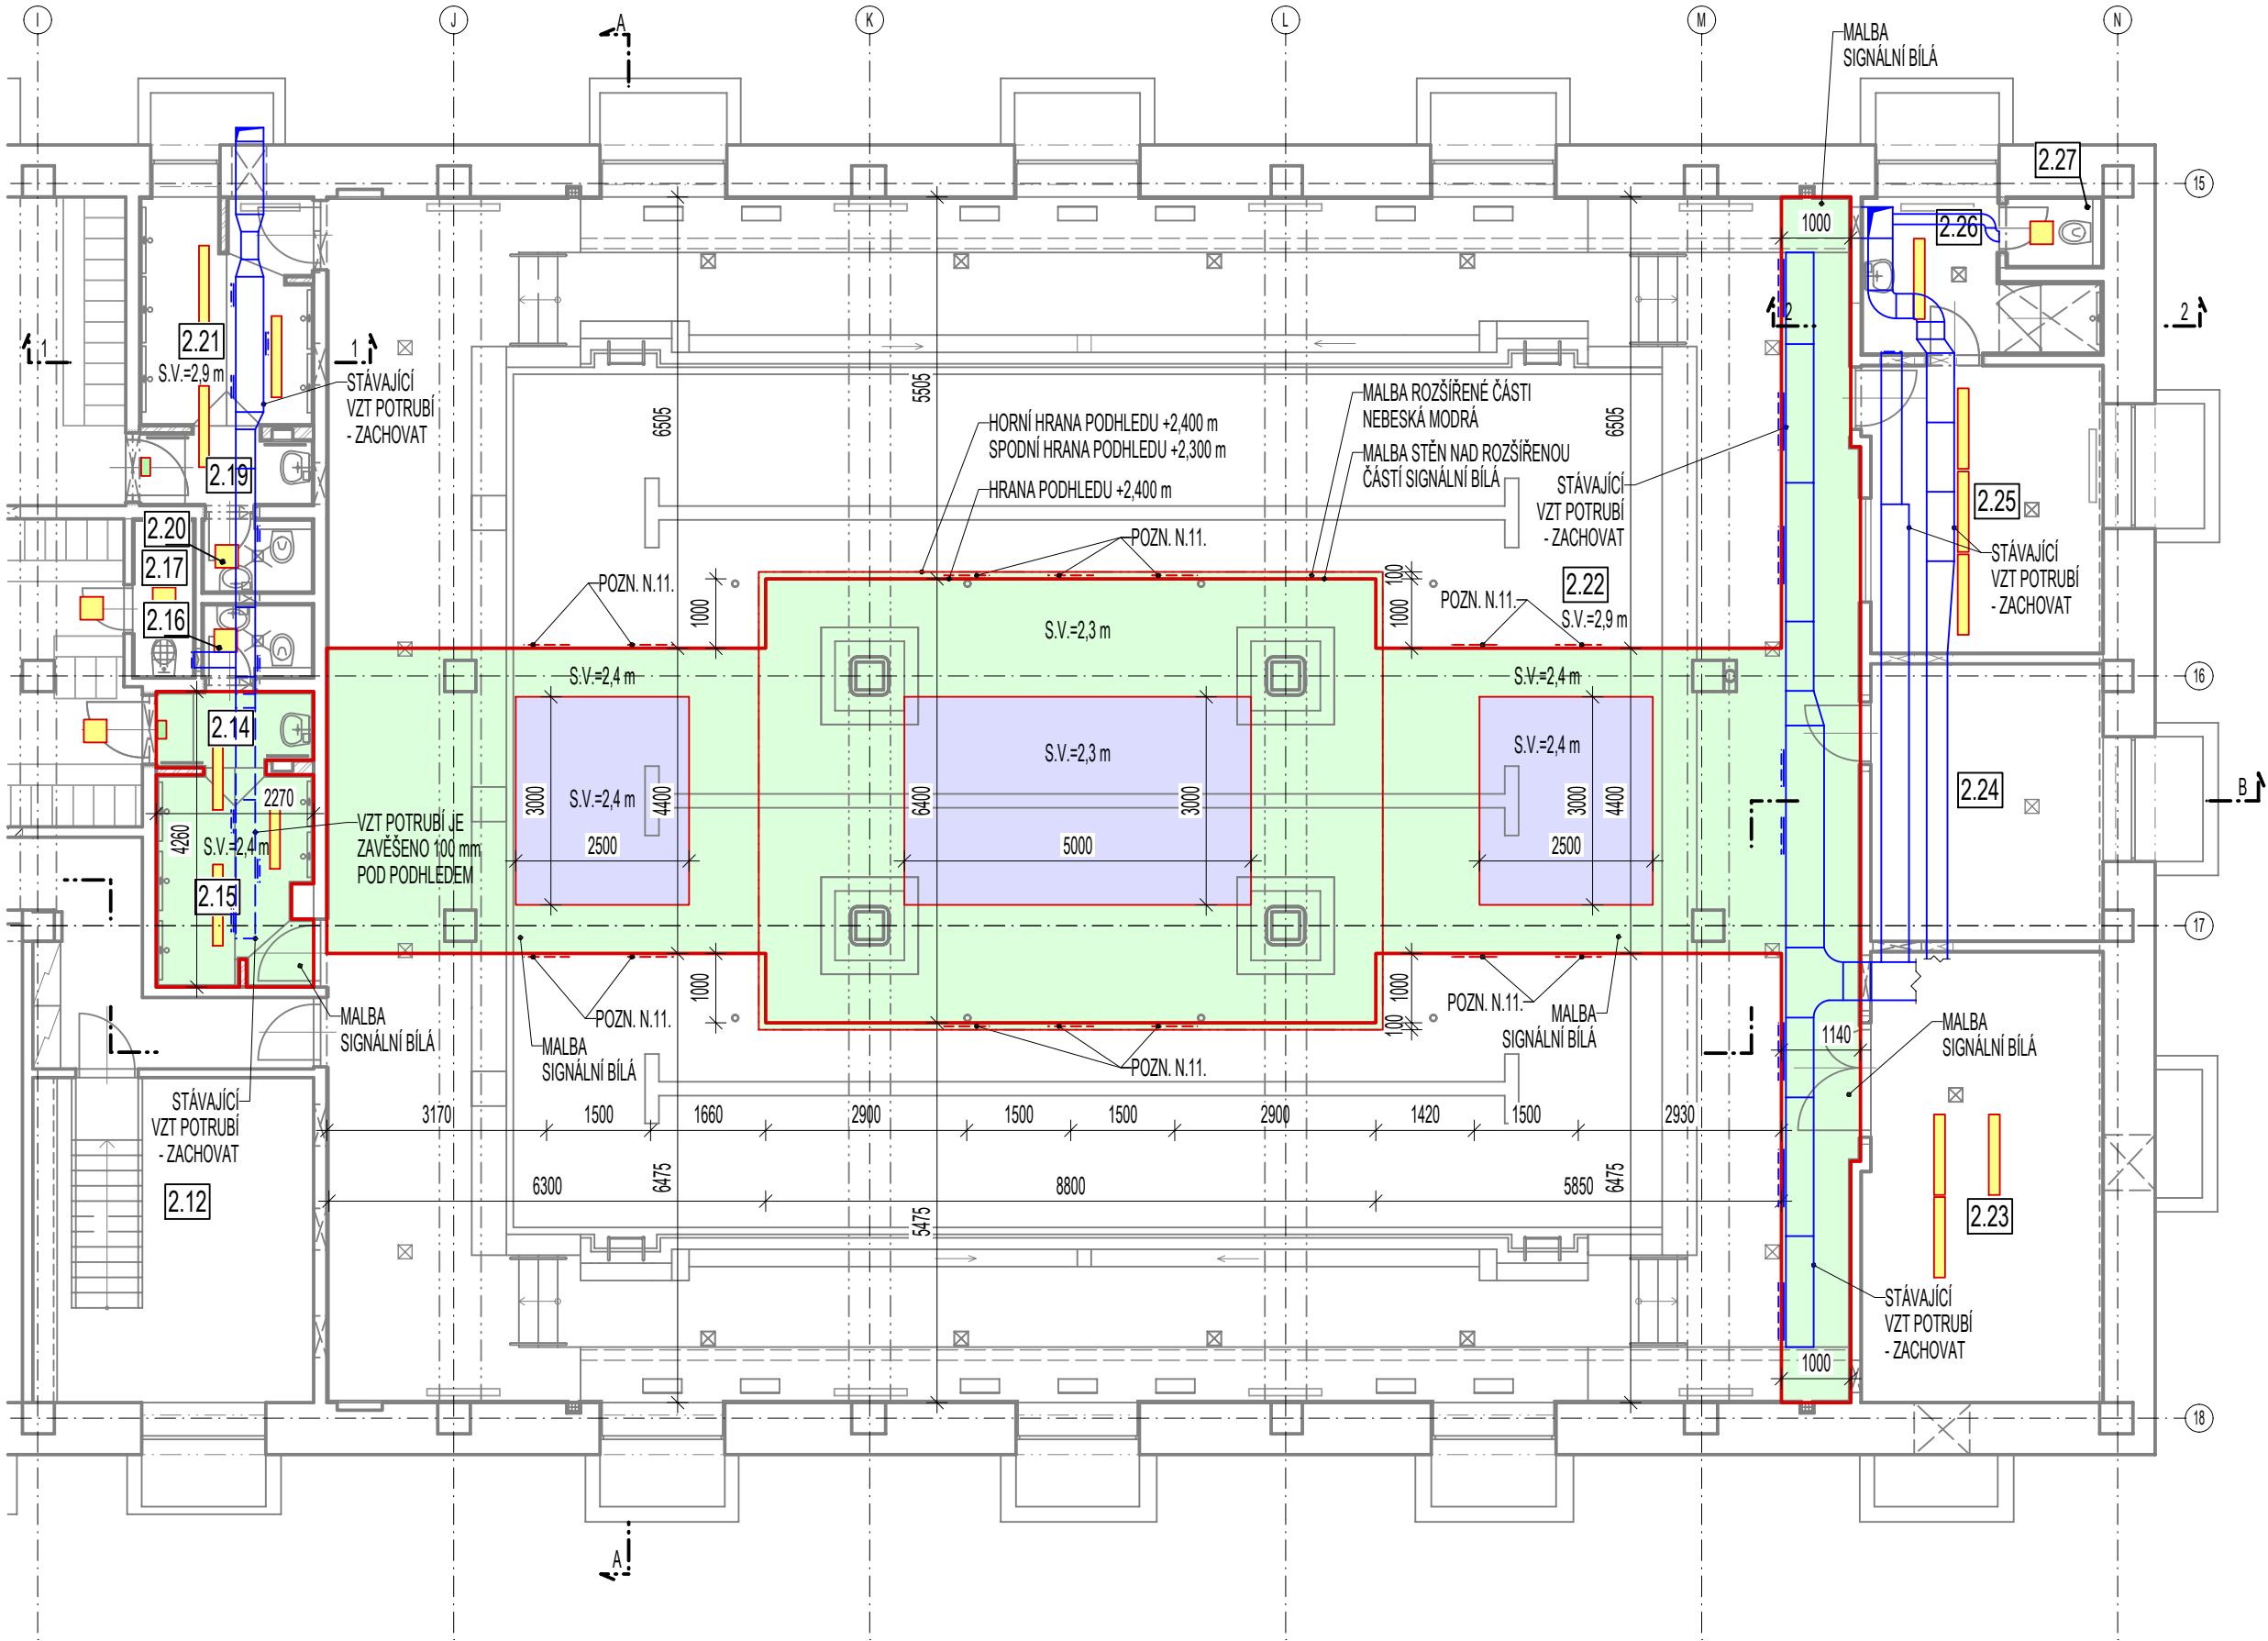 I
J
K
L
M
N
A
MALBA
SIGNÁLNÍ BÍLÁ
2.27
15
1000
2.26
2.21
S.V.=2,9 m
1
1
2
2
STÁVAJÍCÍ
VZT POTRUBÍ
- ZACHOVAT
6505
5505
6505
HORNÍ HRANA PODHLEDU +2,400 m
SPODNÍ HRANA PODHLEDU +2,300 m
HRANA PODHLEDU +2,400 m
MALBA ROZŠÍŘENÉ ČÁSTI
NEBESKÁ MODRÁ
MALBA STĚN NAD ROZŠÍŘENOU
ČÁSTÍ SIGNÁLNÍ BÍLÁ
STÁVAJÍCÍ
VZT POTRUBÍ
- ZACHOVAT
2.19
2.25
2.20
2.17
2.16
STÁVAJÍCÍ
VZT POTRUBÍ
- ZACHOVAT
POZN. N.11.
POZN. N.11.
POZN. N.11.
100
1000
1000
2.22
S.V.=2,9 m
S.V.=2,3 m
S.V.=2,4 m
S.V.=2,4 m
16
2.14
S.V.=2,3 m
S.V.=2,4 m
S.V.=2,4 m
2270
4260
S.V.=2,4 m
2.15
VZT POTRUBÍ JE
ZAVĚŠENO 100 mm
POD PODHLEDEM
3000
4400
2500
6400
3000
5000
3000
4400
2500
2.24
B
17
1000
1000
100
POZN. N.11.
POZN. N.11.
POZN. N.11.
MALBA
SIGNÁLNÍ BÍLÁ
MALBA
SIGNÁLNÍ BÍLÁ
MALBA
SIGNÁLNÍ BÍLÁ
1140
MALBA
SIGNÁLNÍ BÍLÁ
STÁVAJÍCÍ
VZT POTRUBÍ
- ZACHOVAT
3170
1500
1660
2900
1500
1500
2900
1420
1500
2930
6300
6475
8800
5475
5850
6475
2.12
2.23
STÁVAJÍCÍ
VZT POTRUBÍ
- ZACHOVAT
1000
18
A